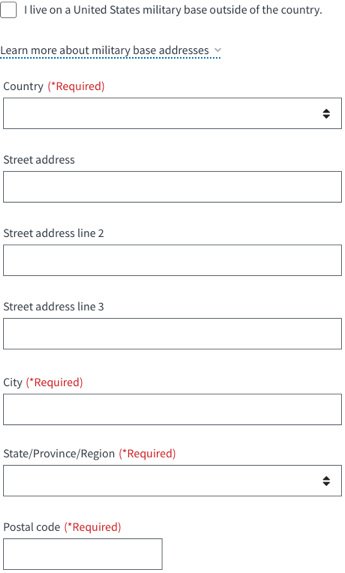 I live on a United States military base outside of the country.
Learn more about military base addresses
Country (*Required)
Street address
Street address line 2
Street address line 3
City (*Required)
State/Province/Region (*Required)
Postal code (*Required)